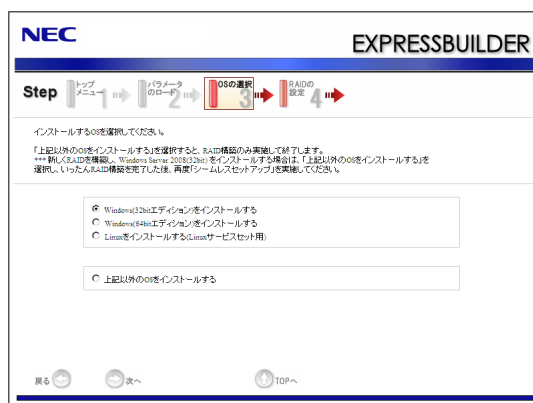 NEC
EXPRESSBUILDER
Step
トップ
メニュー 1
パラメータ
のロード 2
OSの選択
3
RAIDの
設定 4
インストールするOSを選択してください。
「上記以外のOSをインストールする」を選択すると、RAID構築のみ実施して終了します。
*** 新しくRAIDを構築し、Windows Server 2008(32bit) をインストールする場合は、「上記以外のOSをインストールする」を
選択し、いったんRAID構築を完了した後、再度「シームレスセットアップ」を実施してください。
Windows(32bitエディション)をインストールする
Windows(64bitエディション)をインストールする
Linuxをインストールする(Linuxサービスセット用)
上記以外のOSをインストールする
戻る
次へ
TOPへ